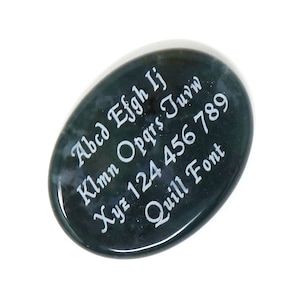 Abcd Efgh Ij
Klmn Opqrs Tuvw
Xyz 124 456 789
Quill Font